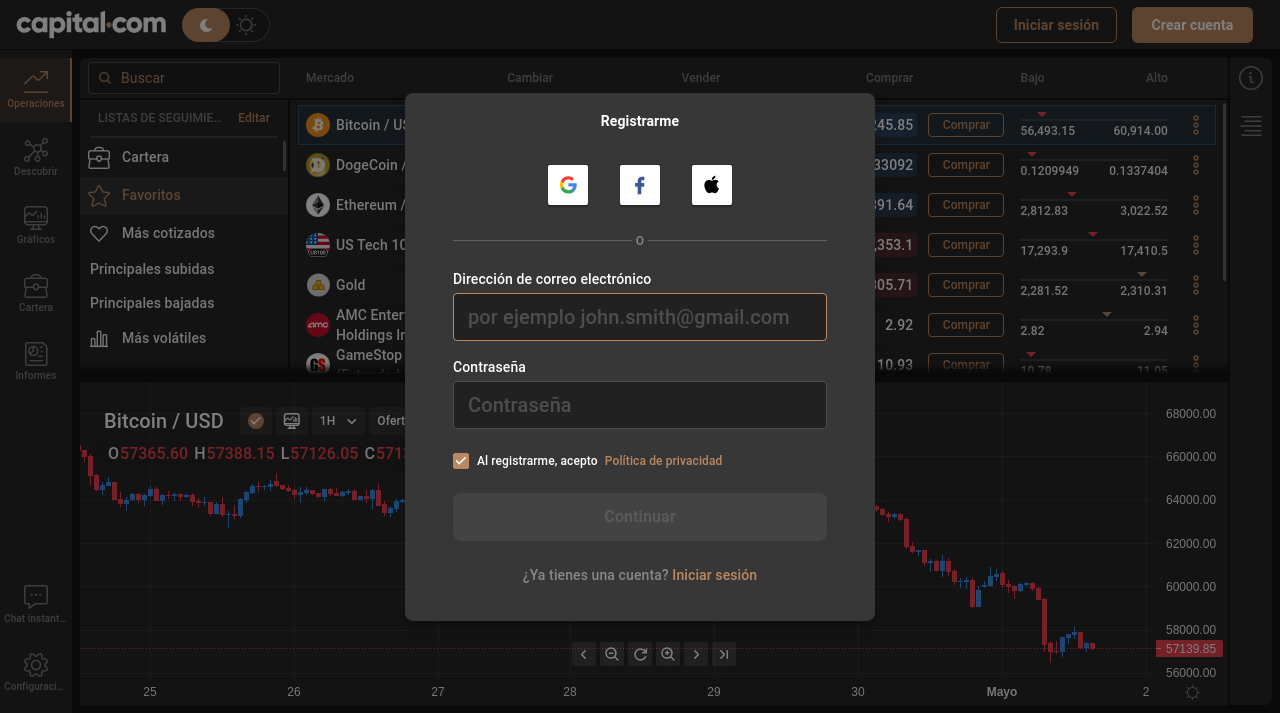 capital.com
Iniciar sesión
Crear cuenta
Buscar
Mercado Cambiar Vender Comprar Bajo Alto
Operaciones
Descubrir
Gráficos
Cartera
Informes
Chat instant...
Configuraci...
LISTAS DE SEGUIMIE... Editar
Cartera
Favoritos
Más cotizados
Principales subidas
Principales bajadas
Más volátiles
Bitcoin / US 245.85 Comprar 56,493.15 60,914.00
DogeCoin / 33092 Comprar 0.1209949 0.1337404
Ethereum / 391.64 Comprar 2,812.83 3,022.52
US100
US Tech 10 ,353.1 Comprar 17,293.9 17,410.5
Gold 305.71 Comprar 2,281.52 2,310.31
amc
AMC Enter
Holdings In
2.92 Comprar 2.82 2.94
GameStop
10.93 Comprar 10.78 11.05
Registrarme
O
Dirección de correo electrónico
por ejemplo john.smith@gmail.com
Contraseña
Contraseña
Al registrarme, acepto Política de privacidad
Continuar
¿Ya tienes una cuenta? Iniciar sesión
Bitcoin / USD 1H Ofert
O57365.60 H57388.15 L57126.05 C571
68000.00
66000.00
64000.00
62000.00
60000.00
58000.00
57139.85
56000.00
25 26 27 28 29 30 Mayo 2